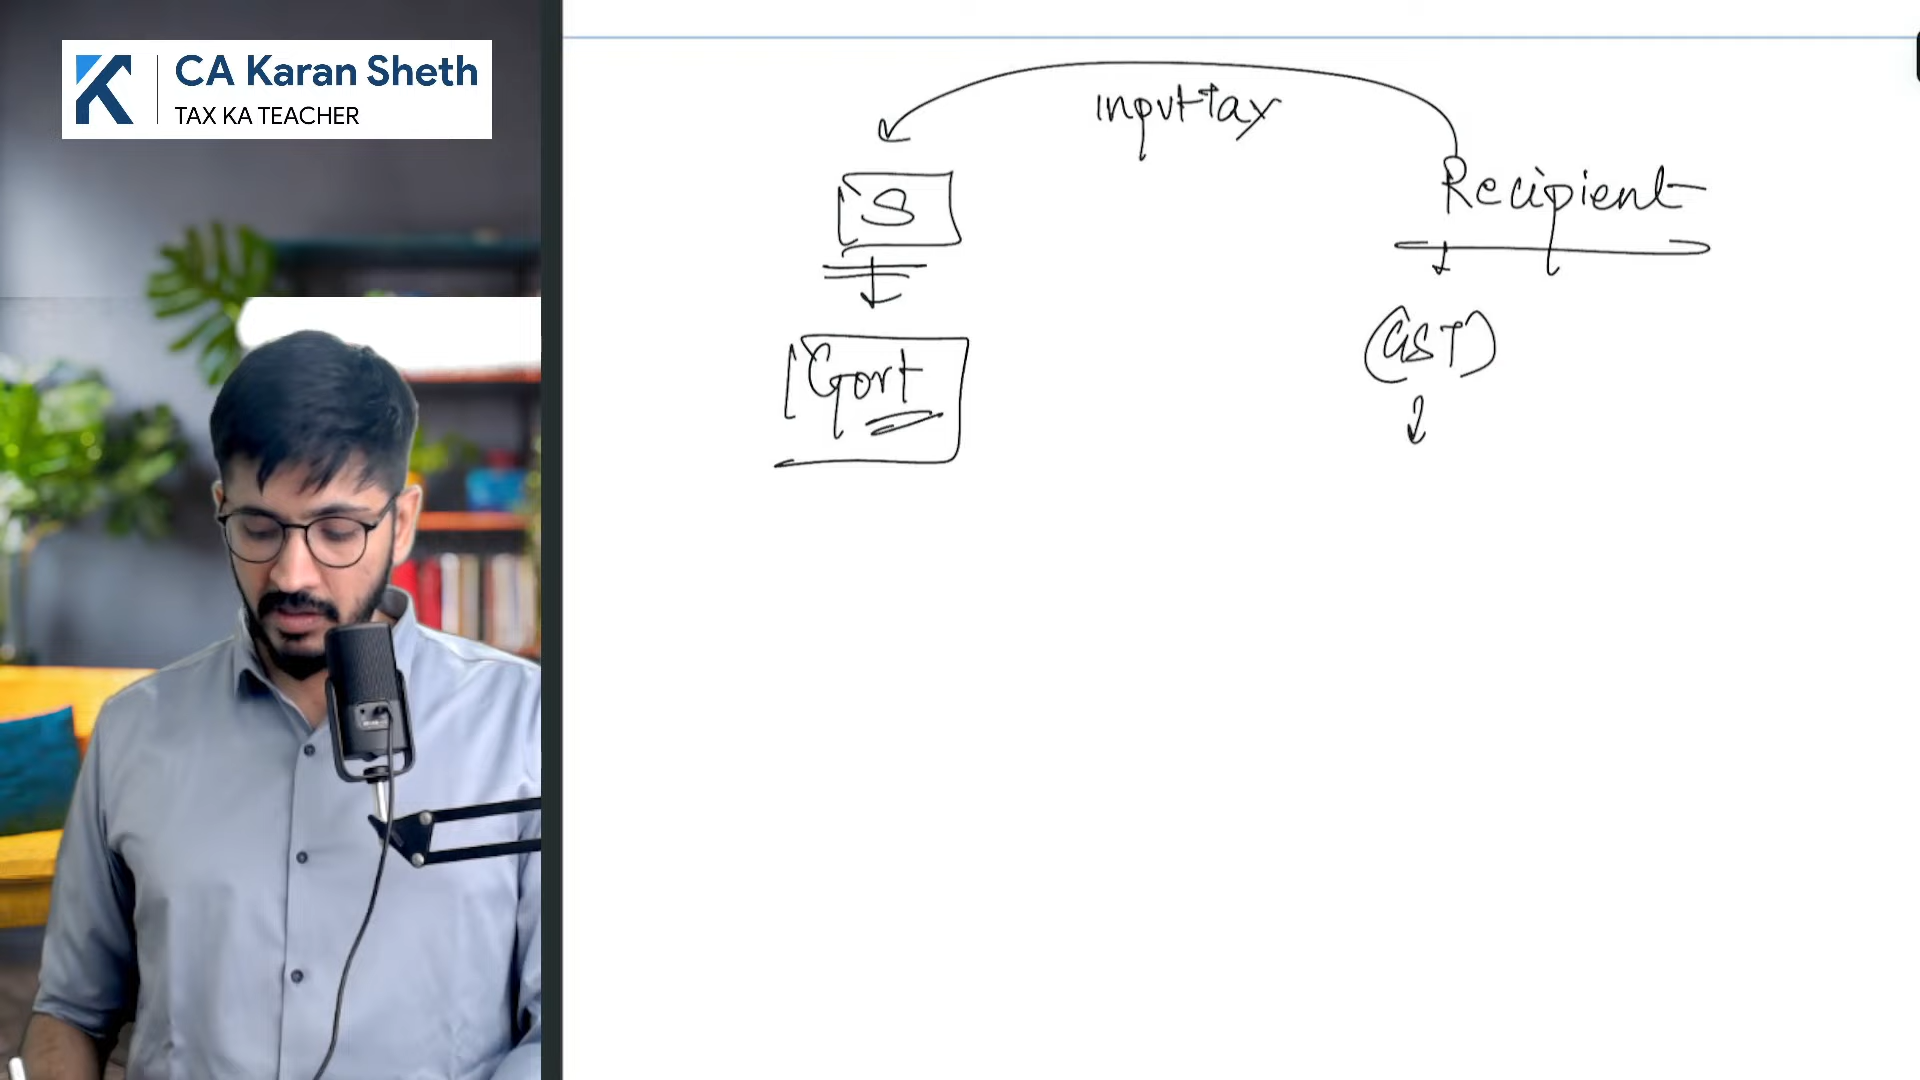 CA Karan Sheth
TAX KA TEACHER
input tax
S
Recipient
GST
Govt